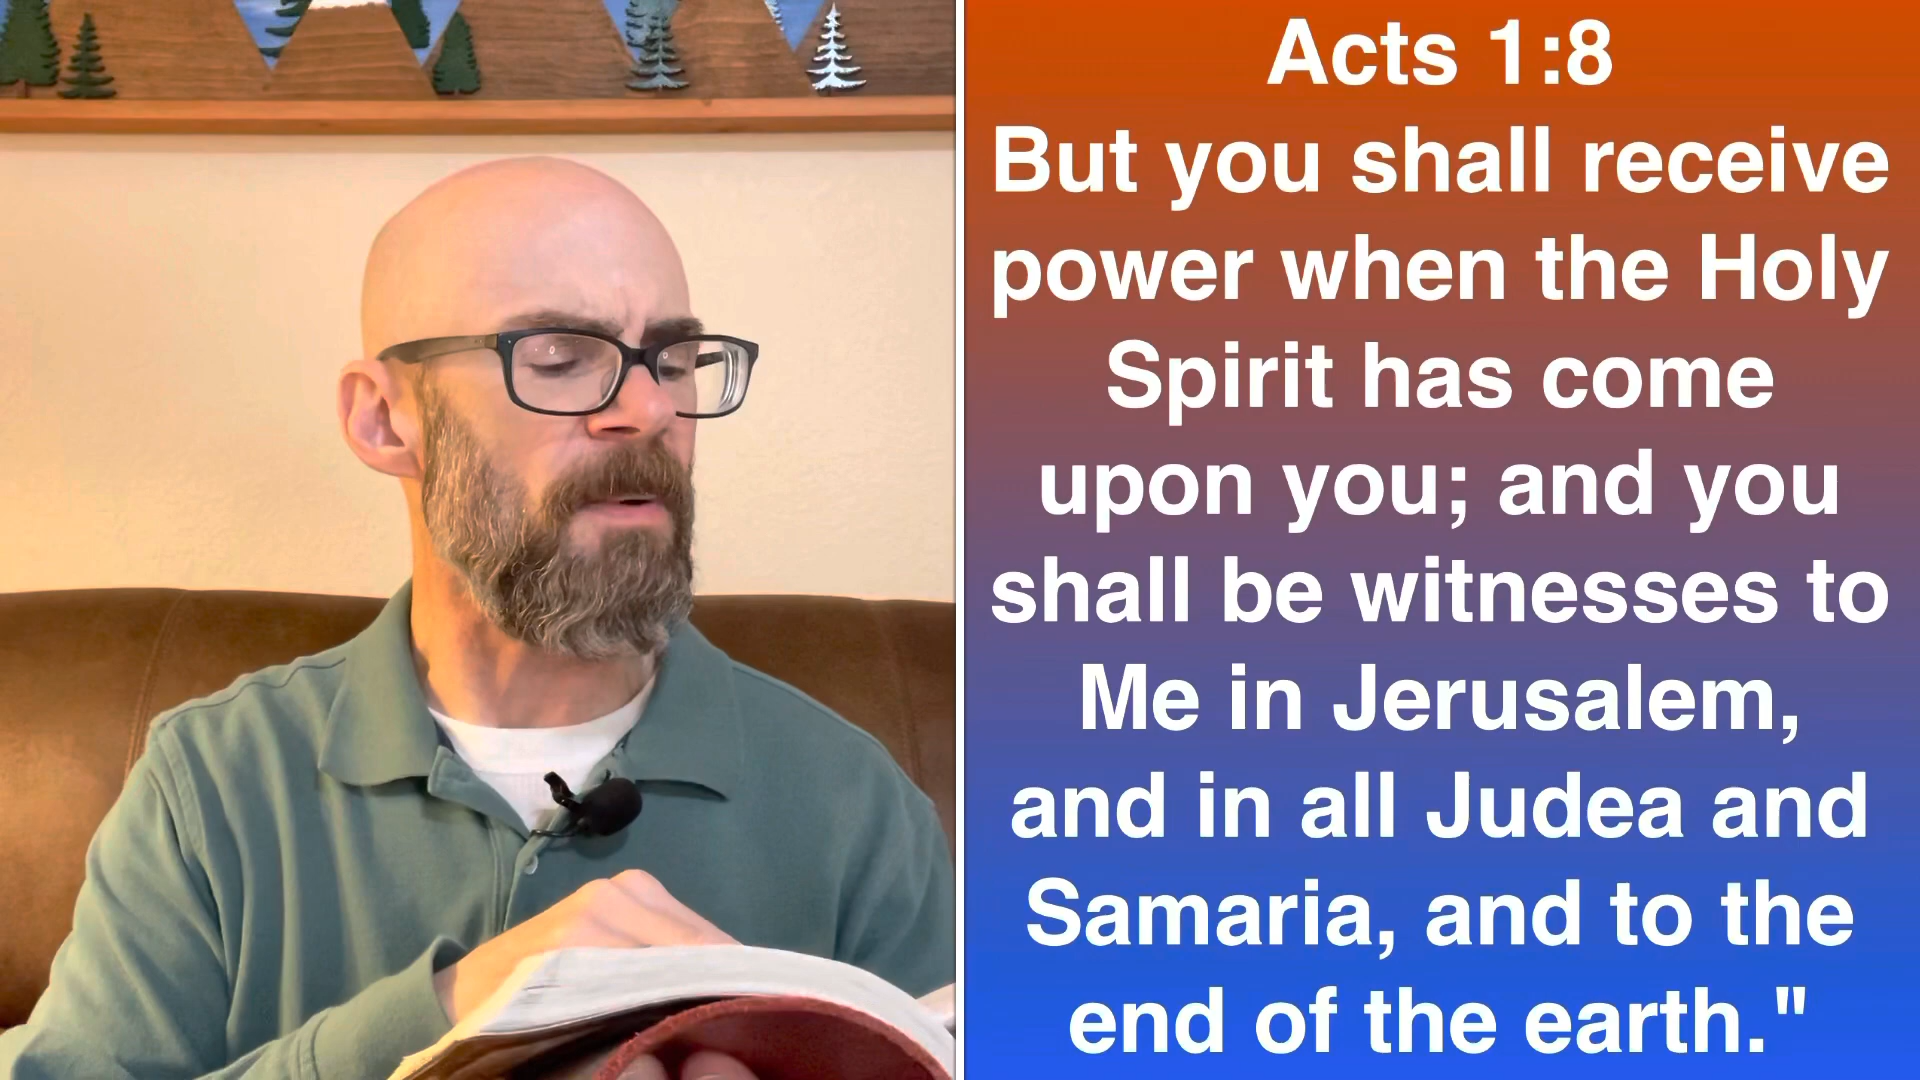 Acts 1:8
But you shall receive
power when the Holy
Spirit has come
upon you; and you
shall be witnesses to
Me in Jerusalem,
and in all Judea and
Samaria, and to the
end of the earth."